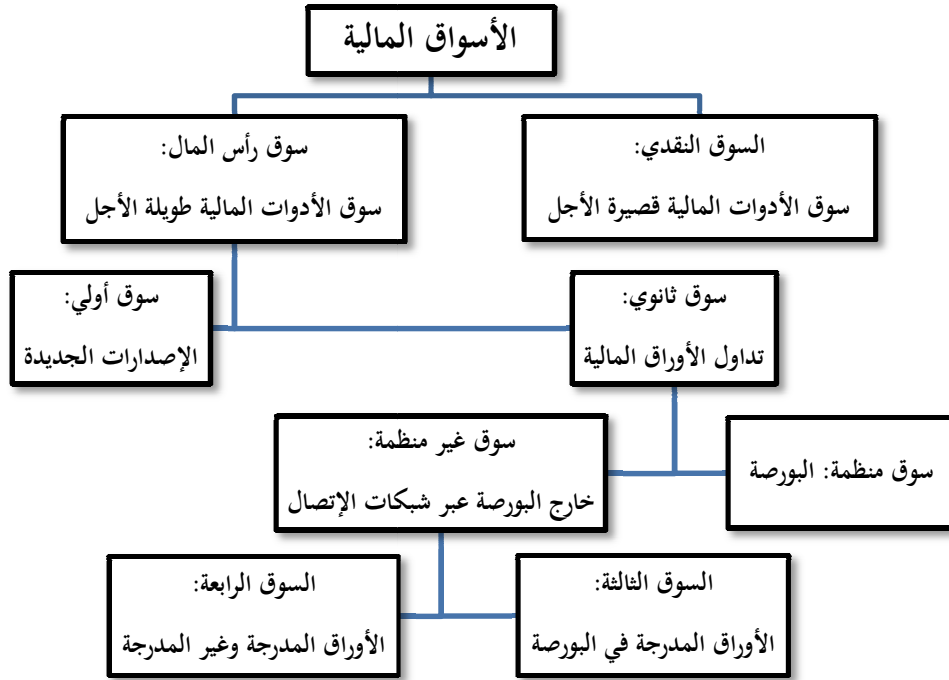 الأسواق المالية
السوق النقدي:
سوق الأدوات المالية قصيرة الأجل
سوق رأس المال:
سوق الأدوات المالية طويلة الأجل
سوق ثانوي:
تداول الأوراق المالية
سوق أولي:
الإصدارات الجديدة
سوق منظمة: البورصة
سوق غير منظمة:
خارج البورصة عبر شبكات الإتصال
السوق الثالثة:
الأوراق المدرجة في البورصة
السوق الرابعة:
الأوراق المدرجة وغير المدرجة